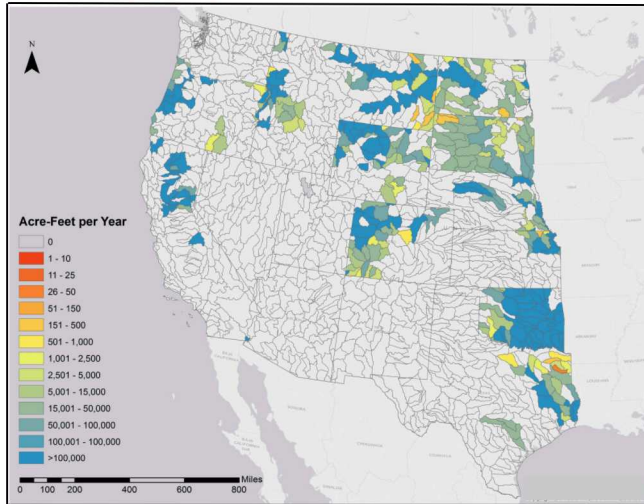 N
Acre-Feet per Year
0
1 - 10
11 - 25
26 - 50
51 - 150
151 - 500
501 - 1,000
1,001 - 2,500
2,501 - 5,000
5,001 - 15,000
15,001 - 50,000
50,001 - 100,000
100,001 - 100,000
>100,000
0 100 200 400 600 800 Miles